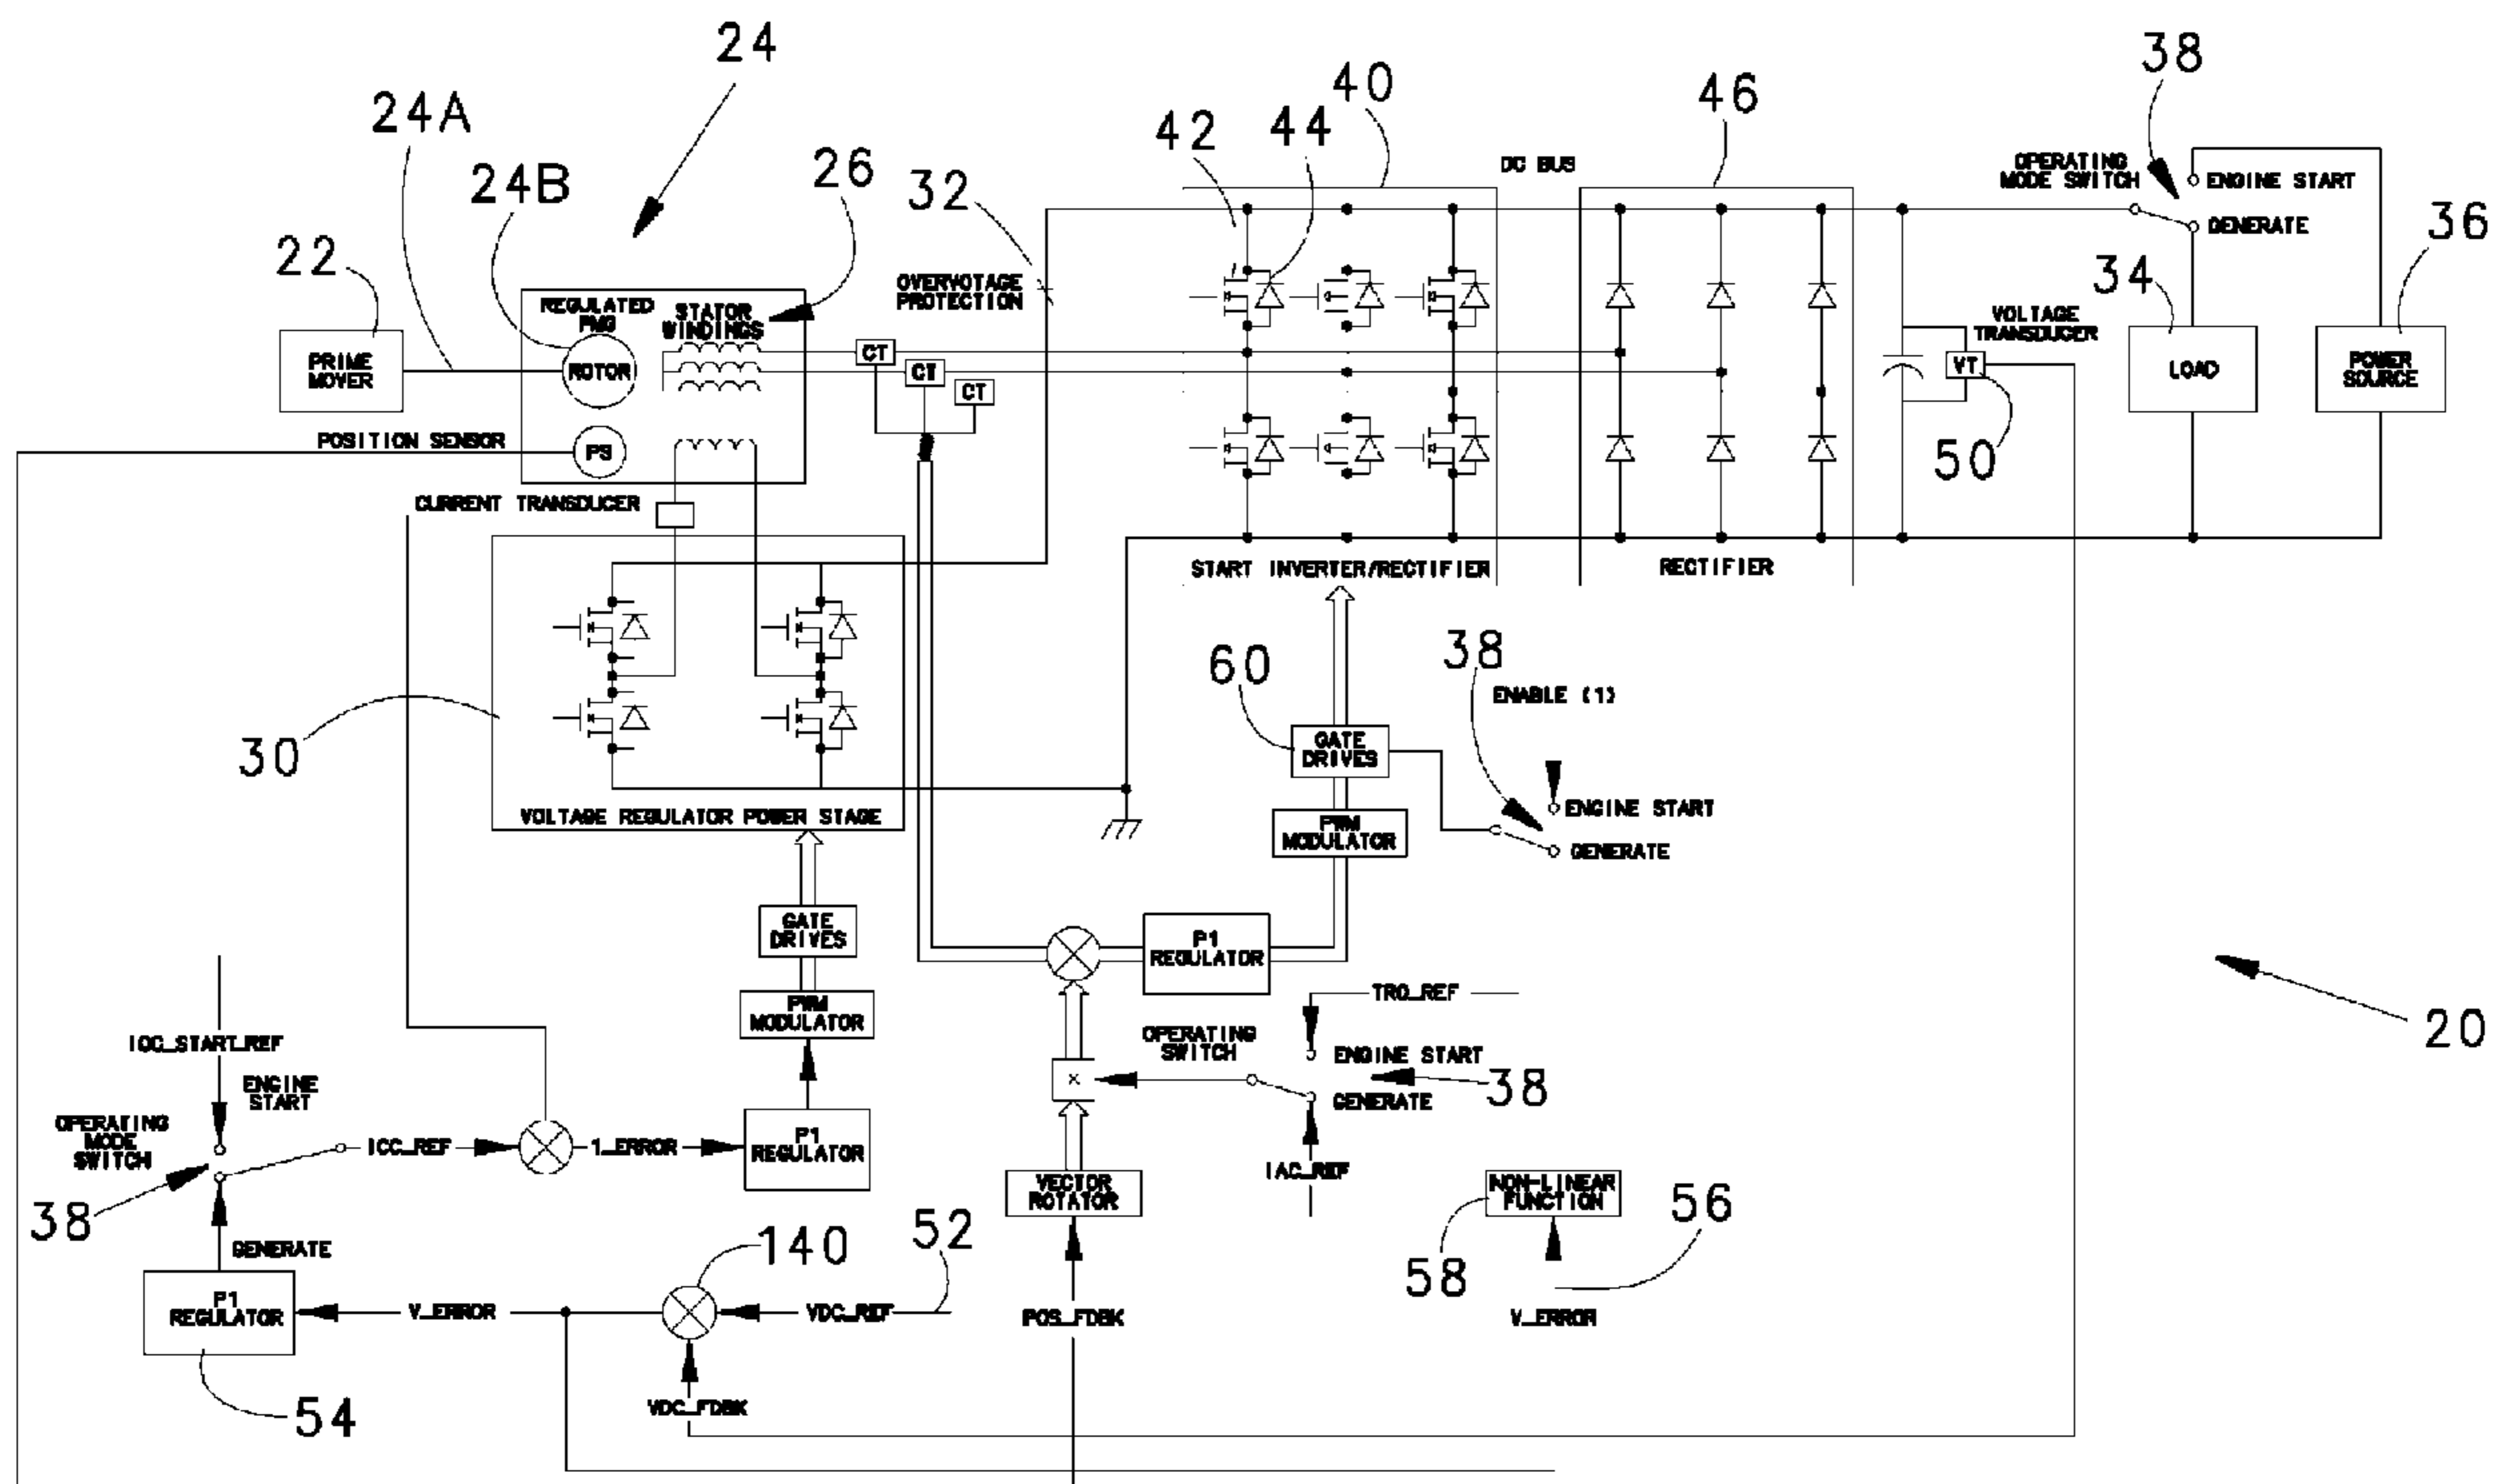 24
38
24A
40
46
42
44
24B
26
32
DC BUS
OPERATING
MODE SWITCH
ENGINE START
GENERATE
36
22
OVERVOTAGE
PROTECTION
34
REGULATED
PMG
STATOR
WINDINGS
VOLTAGE
TRANSDUCER
PRIME
MOVER
ROTOR
CT
CT
CT
VT
LOAD
POWER
SOURCE
POSITION SENSOR
PS
50
CURRENT TRANSDUCER
START INVERTER/RECTIFIER
RECTIFIER
60
38
ENABLE (1)
30
GATE
DRIVES
VOLTAGE REGULATOR POWER STAGE
PWM
MODULATOR
ENGINE START
GENERATE
GATE
DRIVES
P1
REGULATOR
PWM
MODULATOR
TRQ_REF
20
IDC_START_REF
OPERATING
SWITCH
ENGINE START
ENGINE
START
x
38
GENERATE
OPERATING
MODE
SWITCH
ICC_REF
1_ERROR
P1
REGULATOR
IAC_REF
VECTOR
ROTATOR
NON-LINEAR
FUNCTION
56
38
GENERATE
140
52
58
P1
REGULATOR
V_ERROR
VDC_REF
POS_FDBK
V_ERROR
54
VDC_FDBK